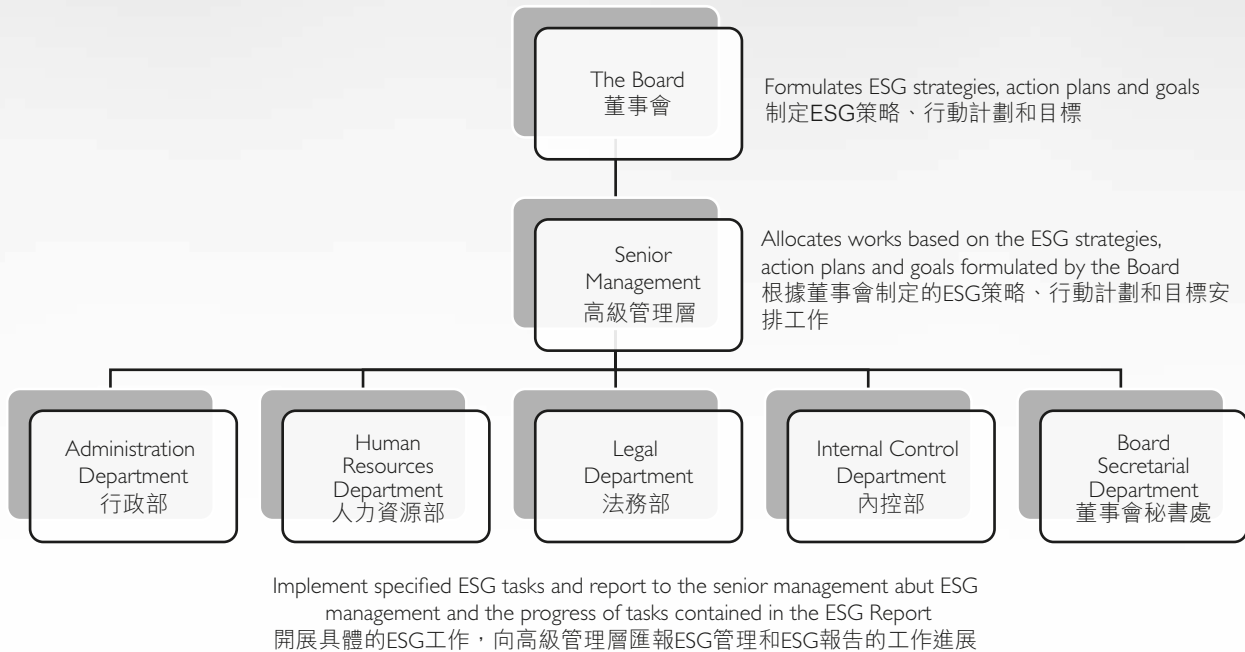 The Board
董事會
Formulates ESG strategies, action plans and goals
制定ESG策略、行動計劃和目標
Senior
Management
高級管理層
Allocates works based on the ESG strategies,
action plans and goals formulated by the Board
根據董事會制定的ESG策略、行動計劃和目標安
排工作
Administration
Department
行政部
Human
Resources
Department
人力資源部
Legal
Department
法務部
Internal Control
Department
內控部
Board
Secretarial
Department
董事會秘書處
Implement specified ESG tasks and report to the senior management abut ESG
management and the progress of tasks contained in the ESG Report
開展具體的ESG工作，向高級管理層匯報ESG管理和ESG報告的工作進展